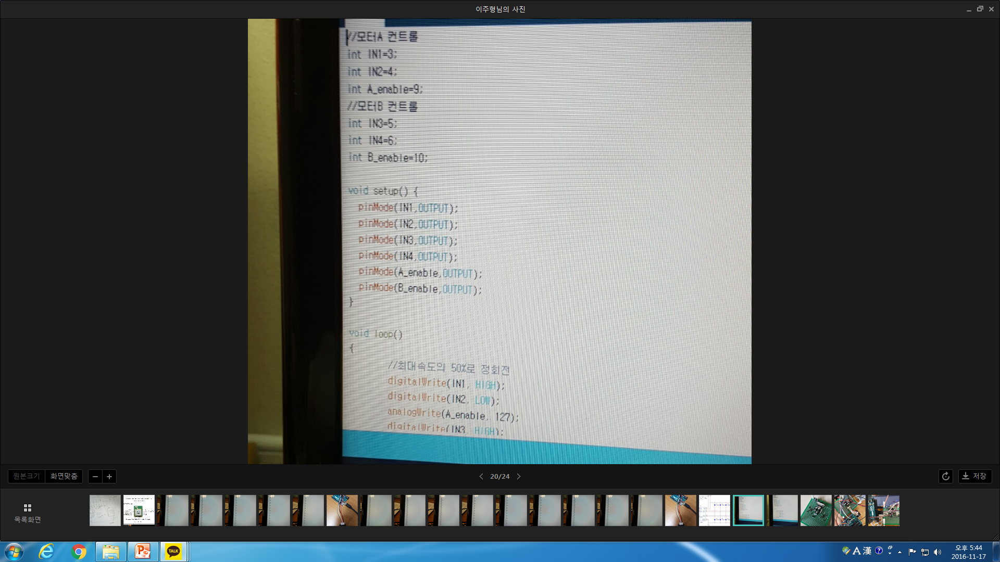 이주형님의 사진
//모터A 컨트롤
int IN1=3;
int IN2=4;
int A_enable=9;
//모터B 컨트롤
int IN3=5;
int IN4=6;
int B_enable=10;
void setup() {
pinMode(IN1,OUTPUT);
pinMode(IN2,OUTPUT);
pinMode(IN3,OUTPUT);
pinMode(IN4,OUTPUT);
pinMode(A_enable,OUTPUT);
pinMode(B_enable,OUTPUT);
}
void loop()
{
//최대속도의 50%로 정회전
digitalWrite(IN1, HIGH);
digitalWrite(IN2, LOW);
analogWrite(A_enable, 127);
digitalWrite(IN3, HIGH);
원본크기 화면맞춤
20/24
저장
목록화면
TALK
A 漢
오후 5:44
2016-11-17